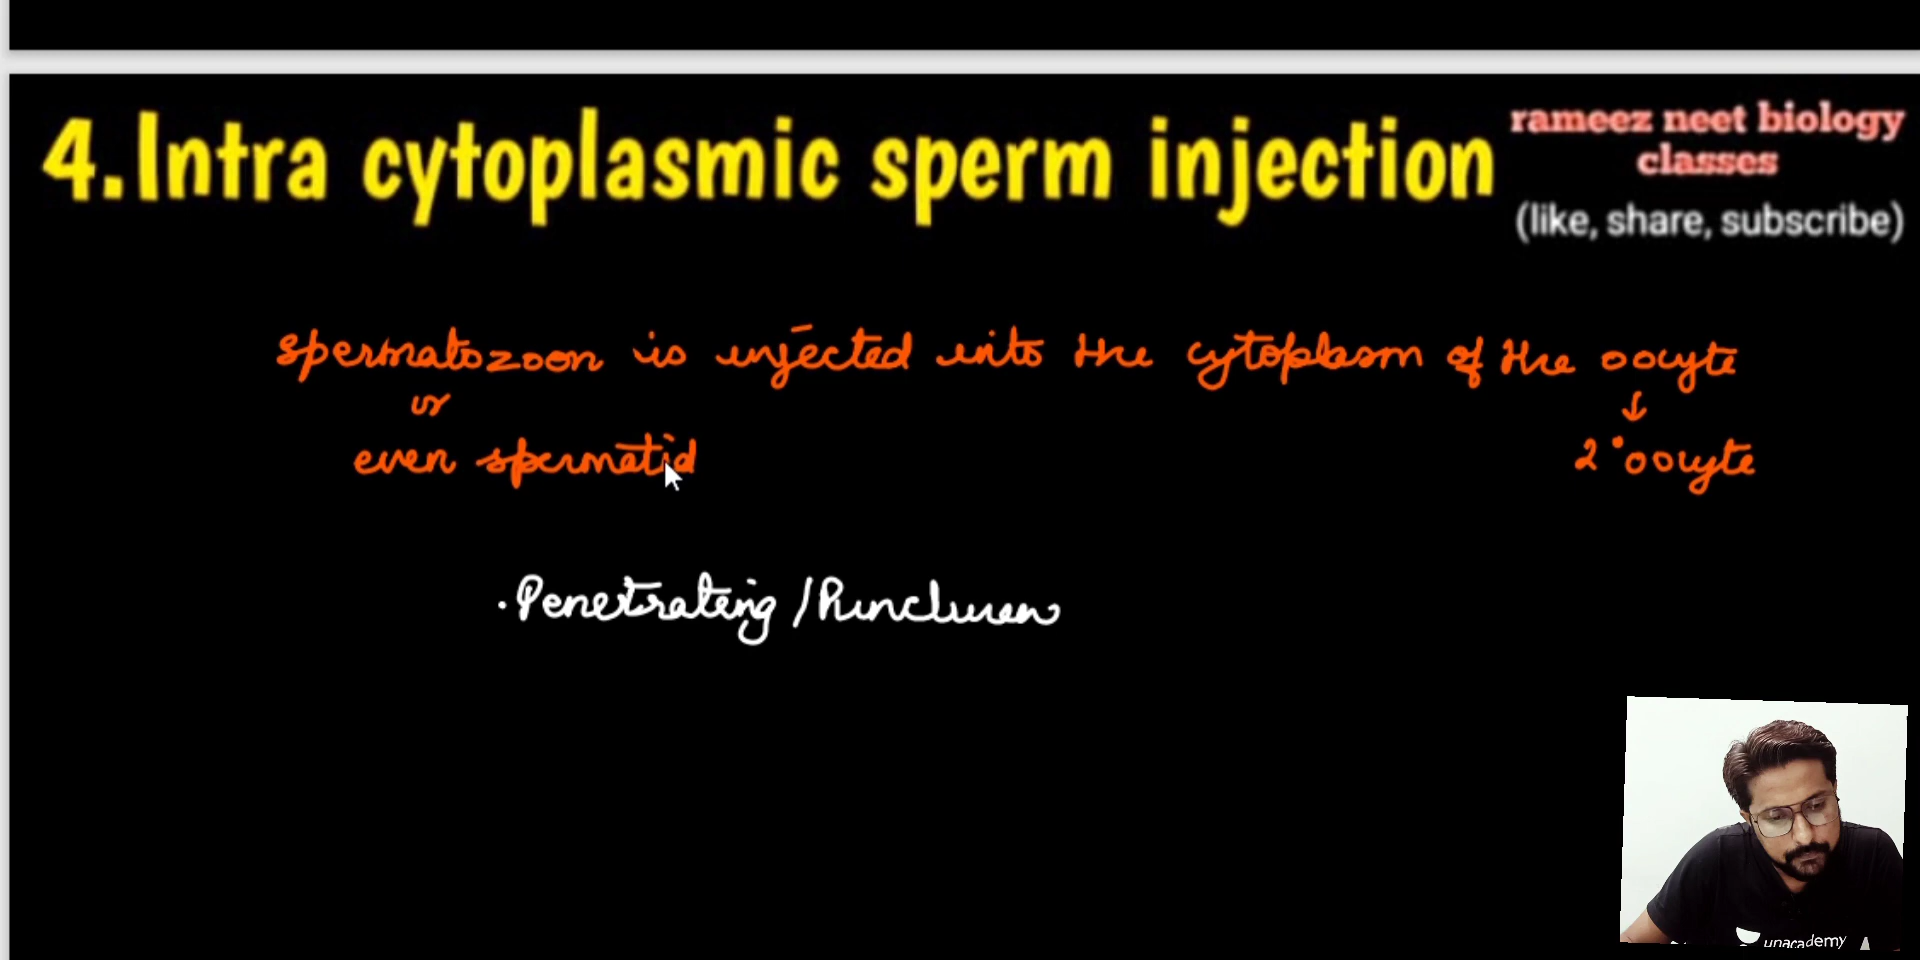 4. Intra cytoplasmic sperm injection
rameez neet biology
classes
(like, share, subscribe)
spermatozoon is injected into the cytoplasm of the oocyte
or
↓
even spermatid
2° oocyte
· Penetrating /
unacademy